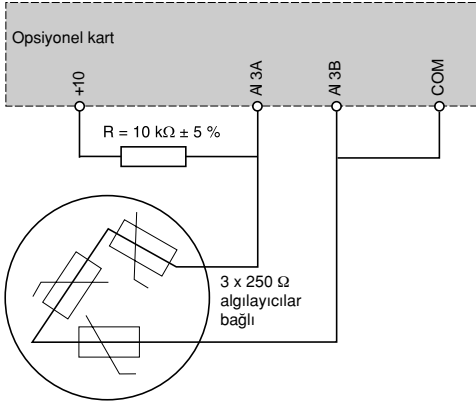 Opsiyonel kart
+10
AI 3A
AI 3B
COM
R = 10 kΩ ± 5 %
3 x 250 Ω
algılayıcılar
bağlı